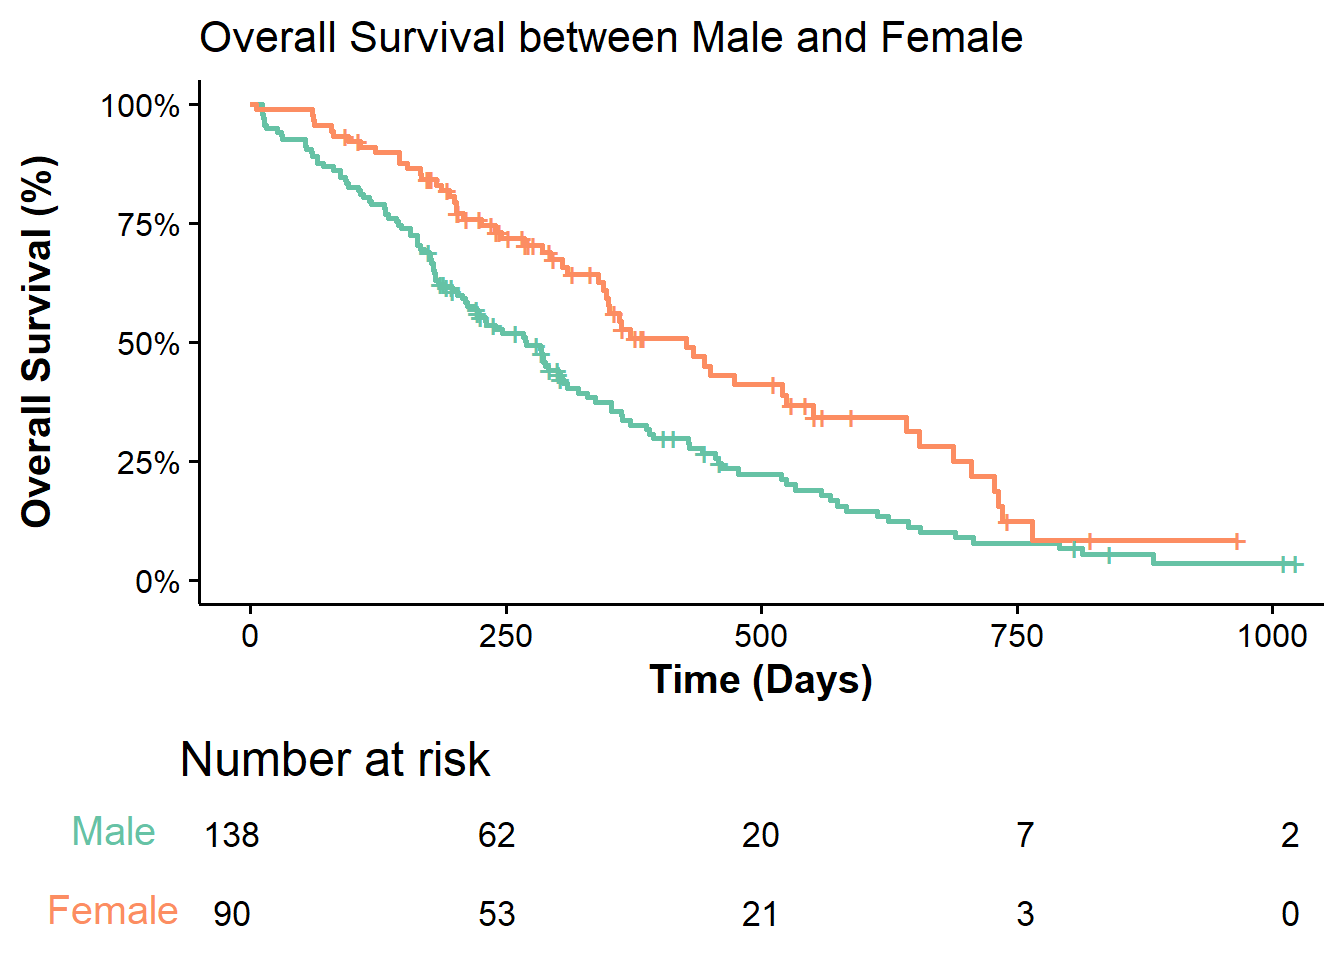 Overall Survival between Male and Female
100%
75%
50%
25%
0%
Overall Survival (%)
0 250 500 750 1000
Time (Days)
Number at risk
Male 138 62 20 7 2
Female 90 53 21 3 0